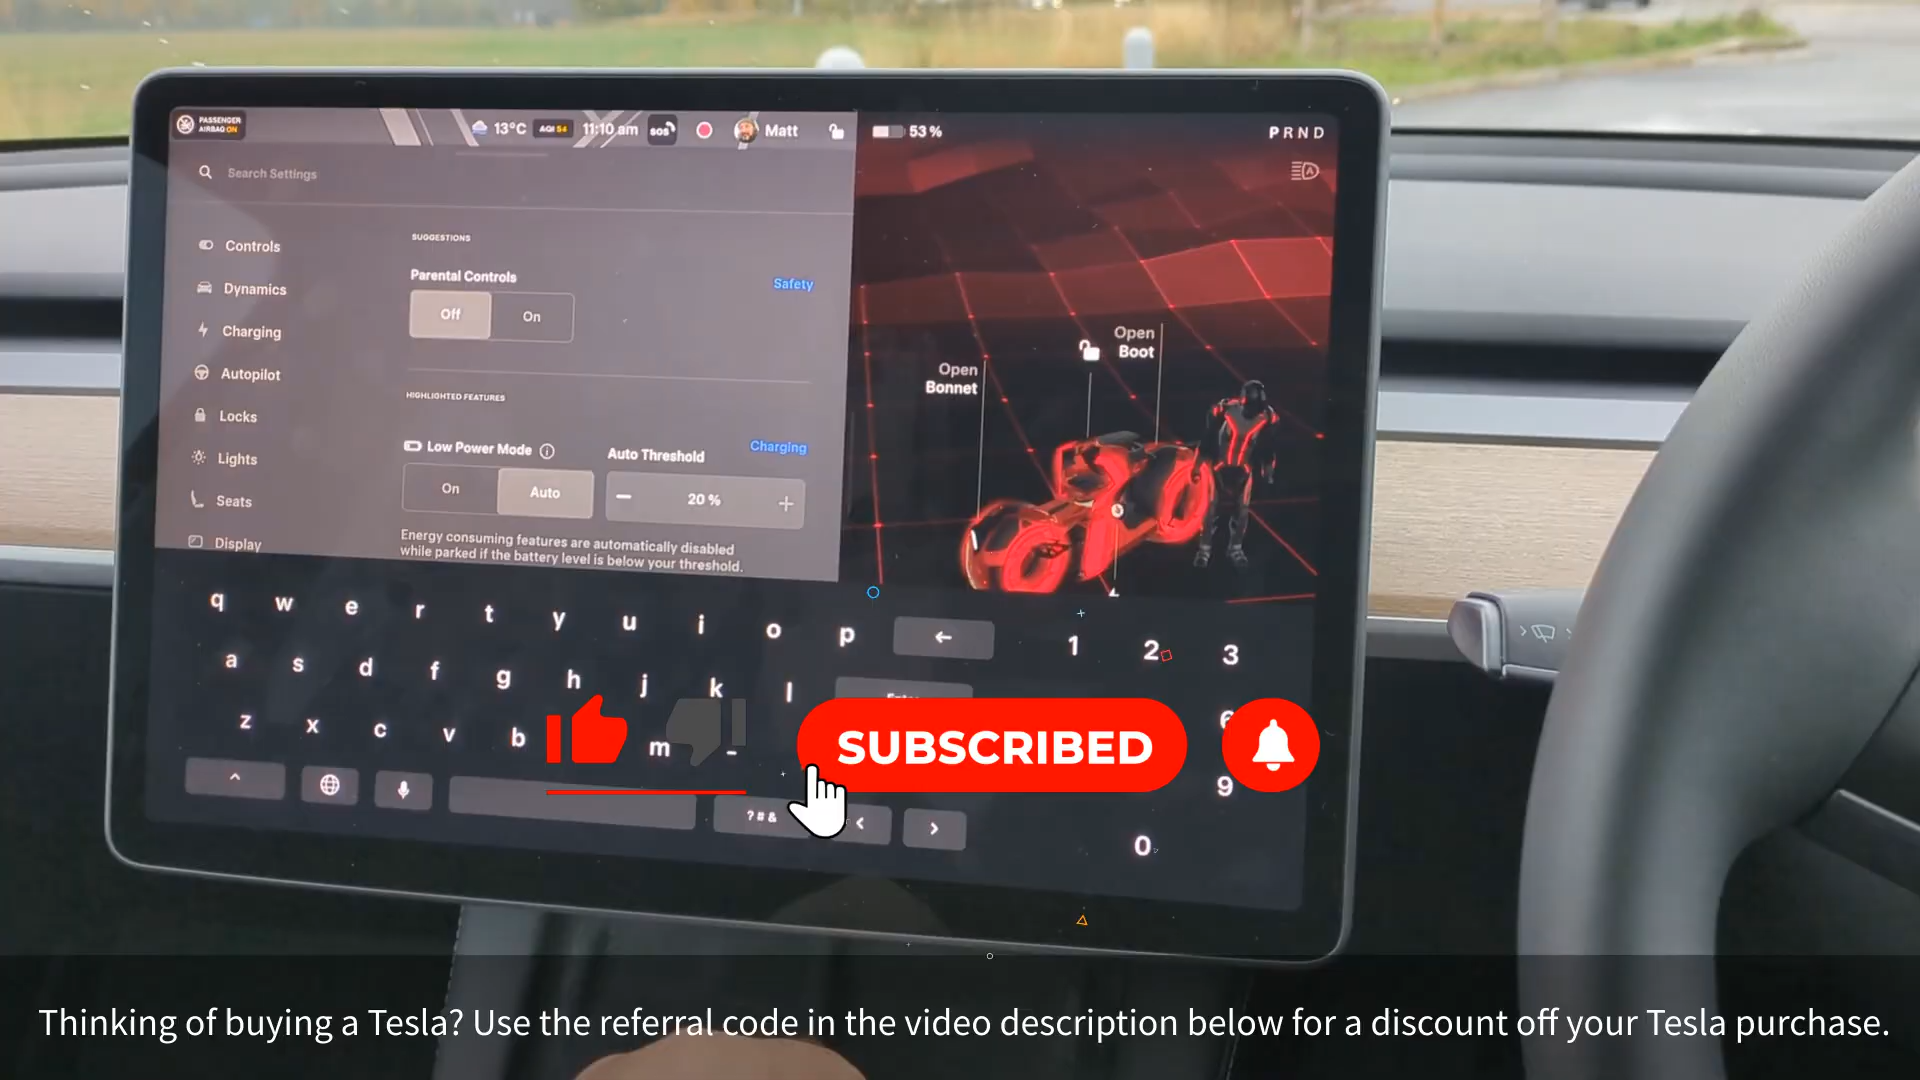 PASSENGER
AIRBAG ON
13°C
AQI 54
11:10 am
sos
Matt
53 %
P R N D
A
Search Settings
Controls
Dynamics
Charging
Autopilot
Locks
Lights
Seats
Display
SUGGESTIONS
Parental Controls
Safety
Off
On
HIGHLIGHTED FEATURES
Low Power Mode
Auto Threshold
Charging
On
Auto
20 %
Energy consuming features are automatically disabled
while parked if the battery level is below your threshold.
Open
Bonnet
Open
Boot
q w e r t y u i o p
1 2 3
a s d f g h j k l
z x c v b m -
6
9
? # &
0
SUBSCRIBED
Thinking of buying a Tesla? Use the referral code in the video description below for a discount off your Tesla purchase.